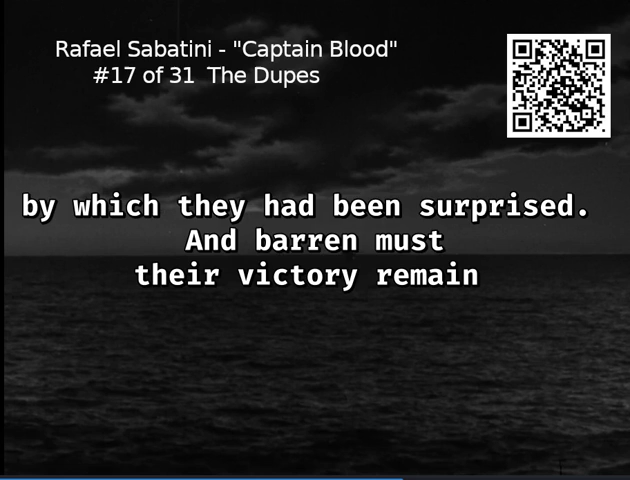 Rafael Sabatini - "Captain Blood"
#17 of 31  The Dupes
by which they had been surprised.
And barren must
their victory remain